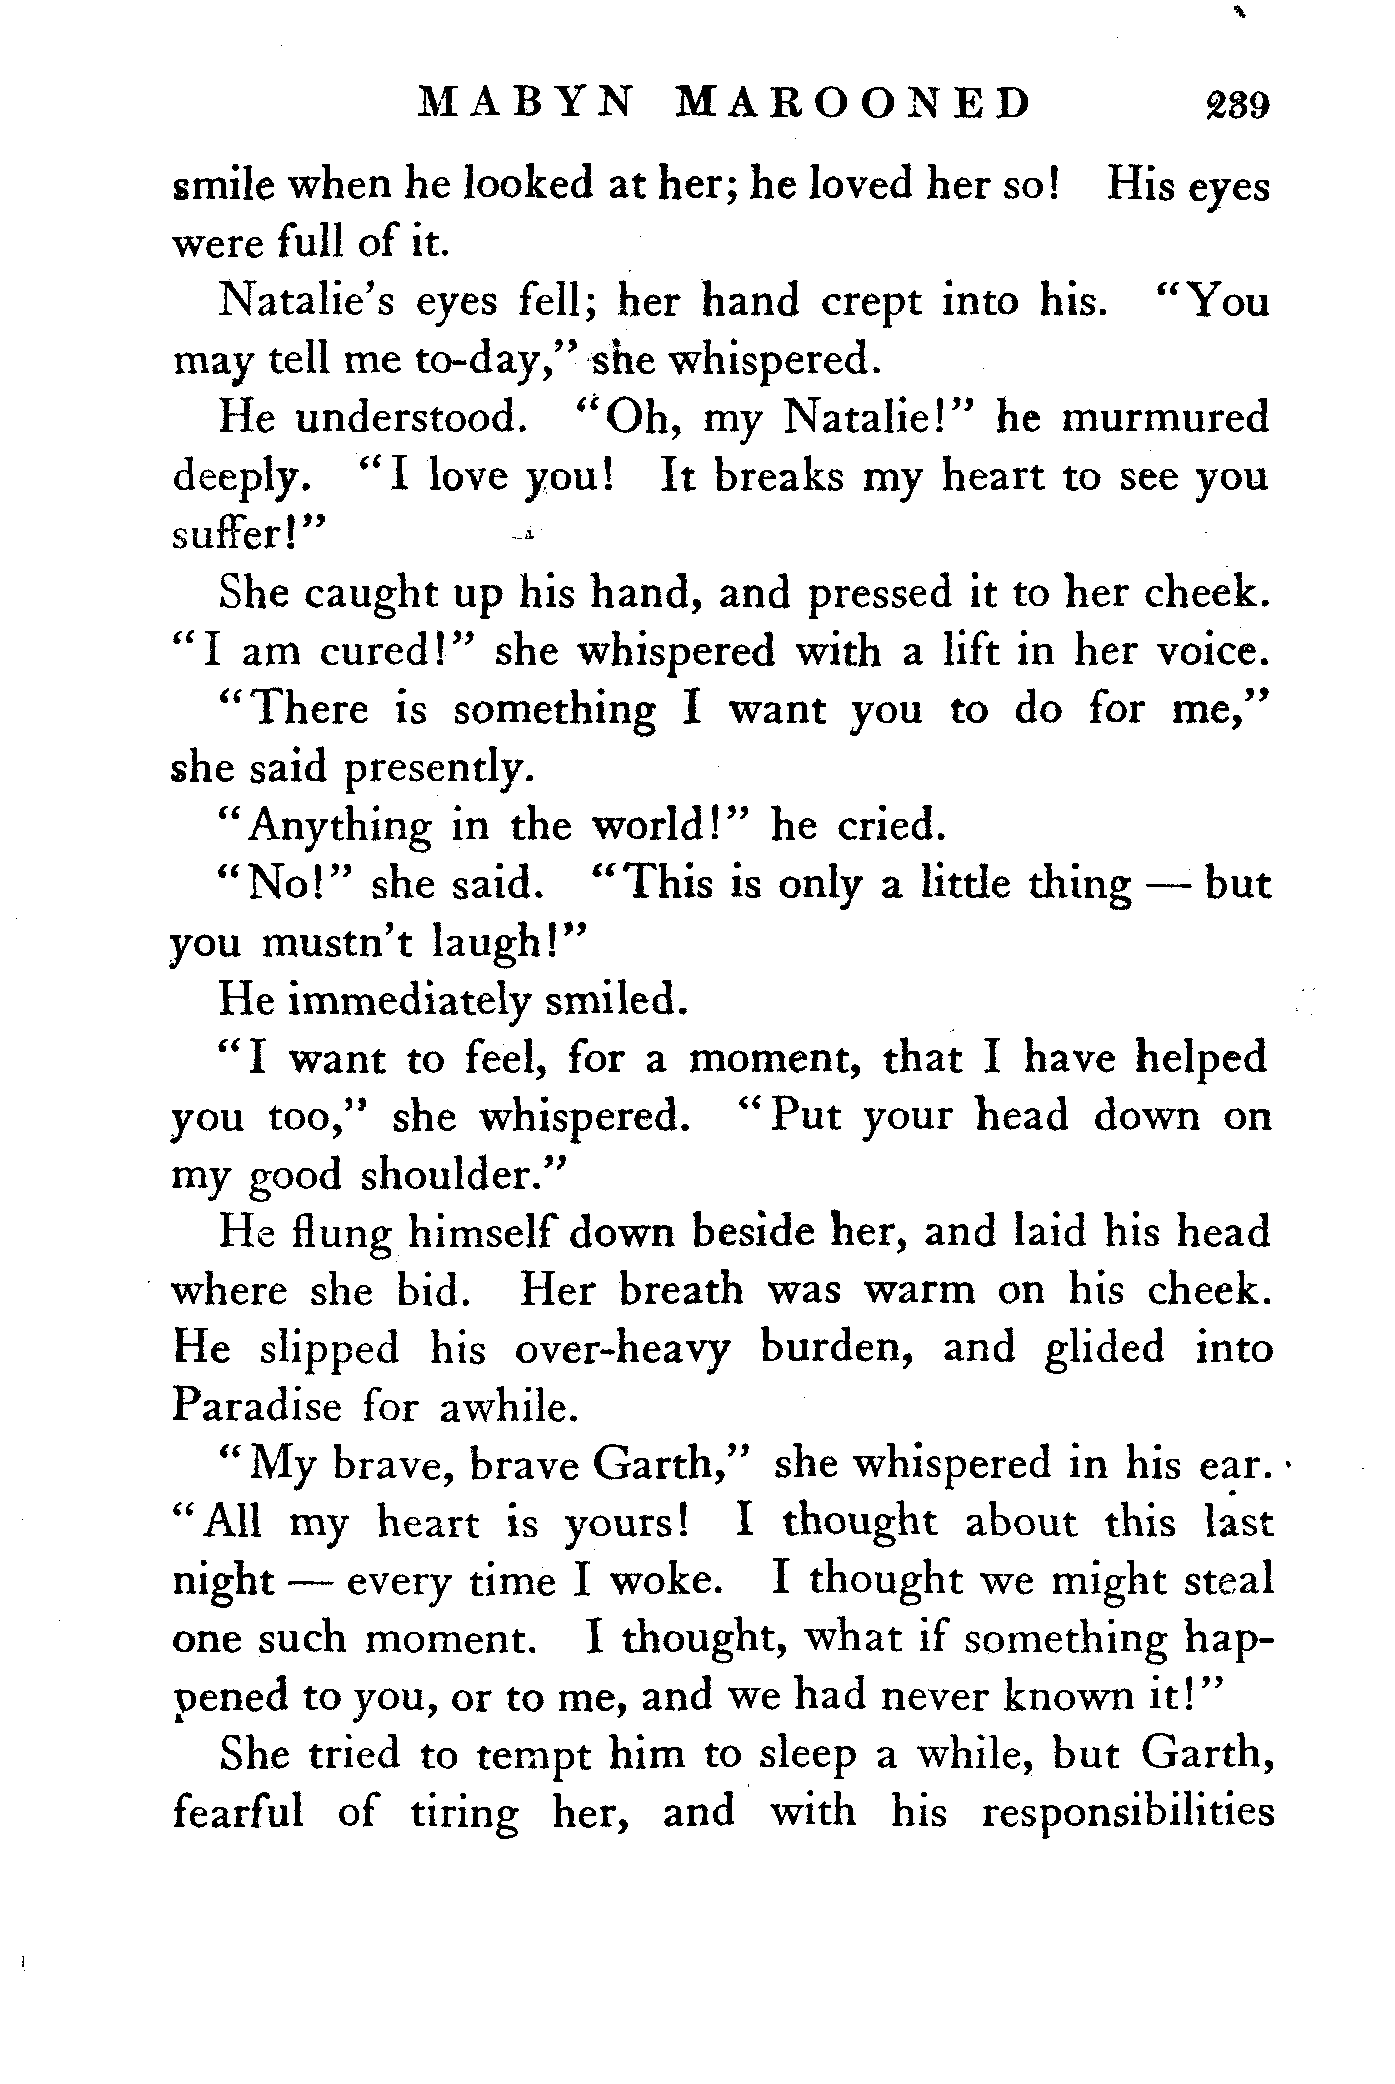 MABYN MAROONED 239
smile when he looked at her; he loved her so! His eyes
were full of it.
Natalie's eyes fell; her hand crept into his. "You
may tell me to-day," she whispered.
He understood. "Oh, my Natalie!" he murmured
deeply. "I love you! It breaks my heart to see you
suffer!"
She caught up his hand, and pressed it to her cheek.
"I am cured!" she whispered with a lift in her voice.
"There is something I want you to do for me,"
she said presently.
"Anything in the world!" he cried.
"No!" she said. "This is only a little thing — but
you mustn't laugh!"
He immediately smiled.
"I want to feel, for a moment, that I have helped
you too," she whispered. "Put your head down on
my good shoulder."
He flung himself down beside her, and laid his head
where she bid. Her breath was warm on his cheek.
He slipped his over-heavy burden, and glided into
Paradise for awhile.
"My brave, brave Garth," she whispered in his ear.
"All my heart is yours! I thought about this last
night — every time I woke. I thought we might steal
one such moment. I thought, what if something hap-
pened to you, or to me, and we had never known it!"
She tried to tempt him to sleep a while, but Garth,
fearful of tiring her, and with his responsibilities